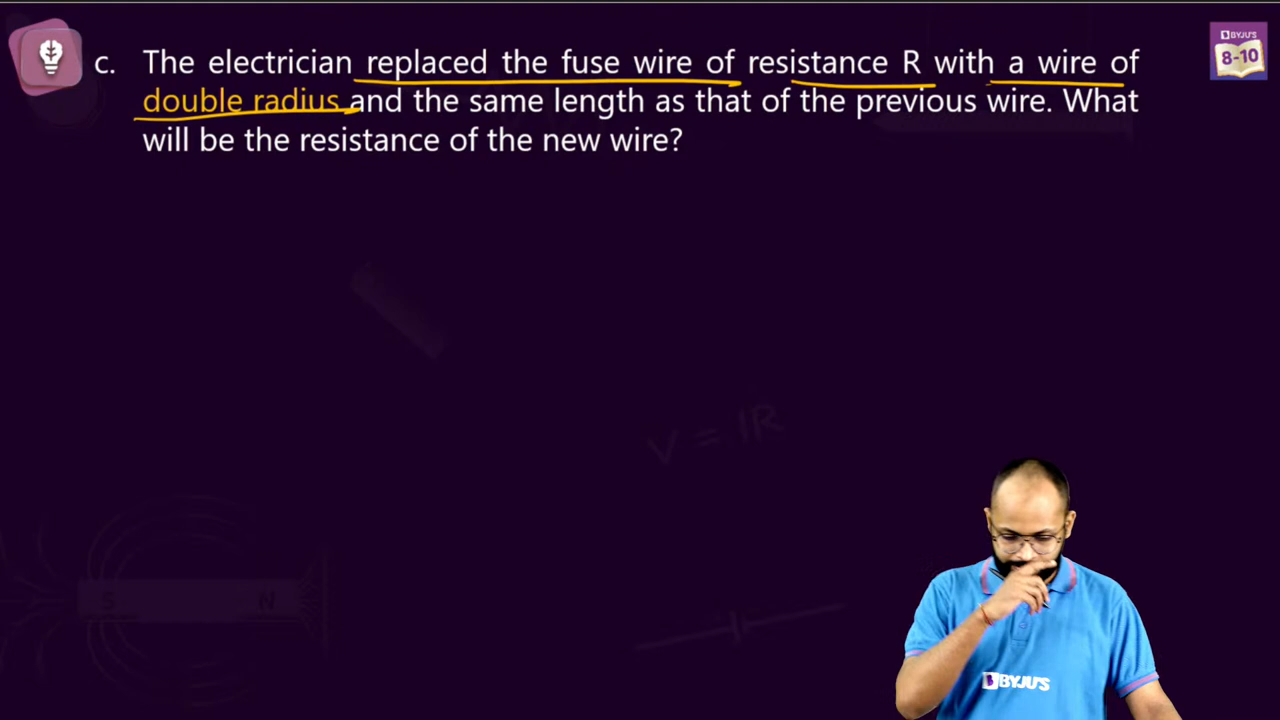 c. The electrician replaced the fuse wire of resistance R with a wire of
double radius and the same length as that of the previous wire. What
will be the resistance of the new wire?
BYJU'S
8-10
V = IR
S N
BYJU'S